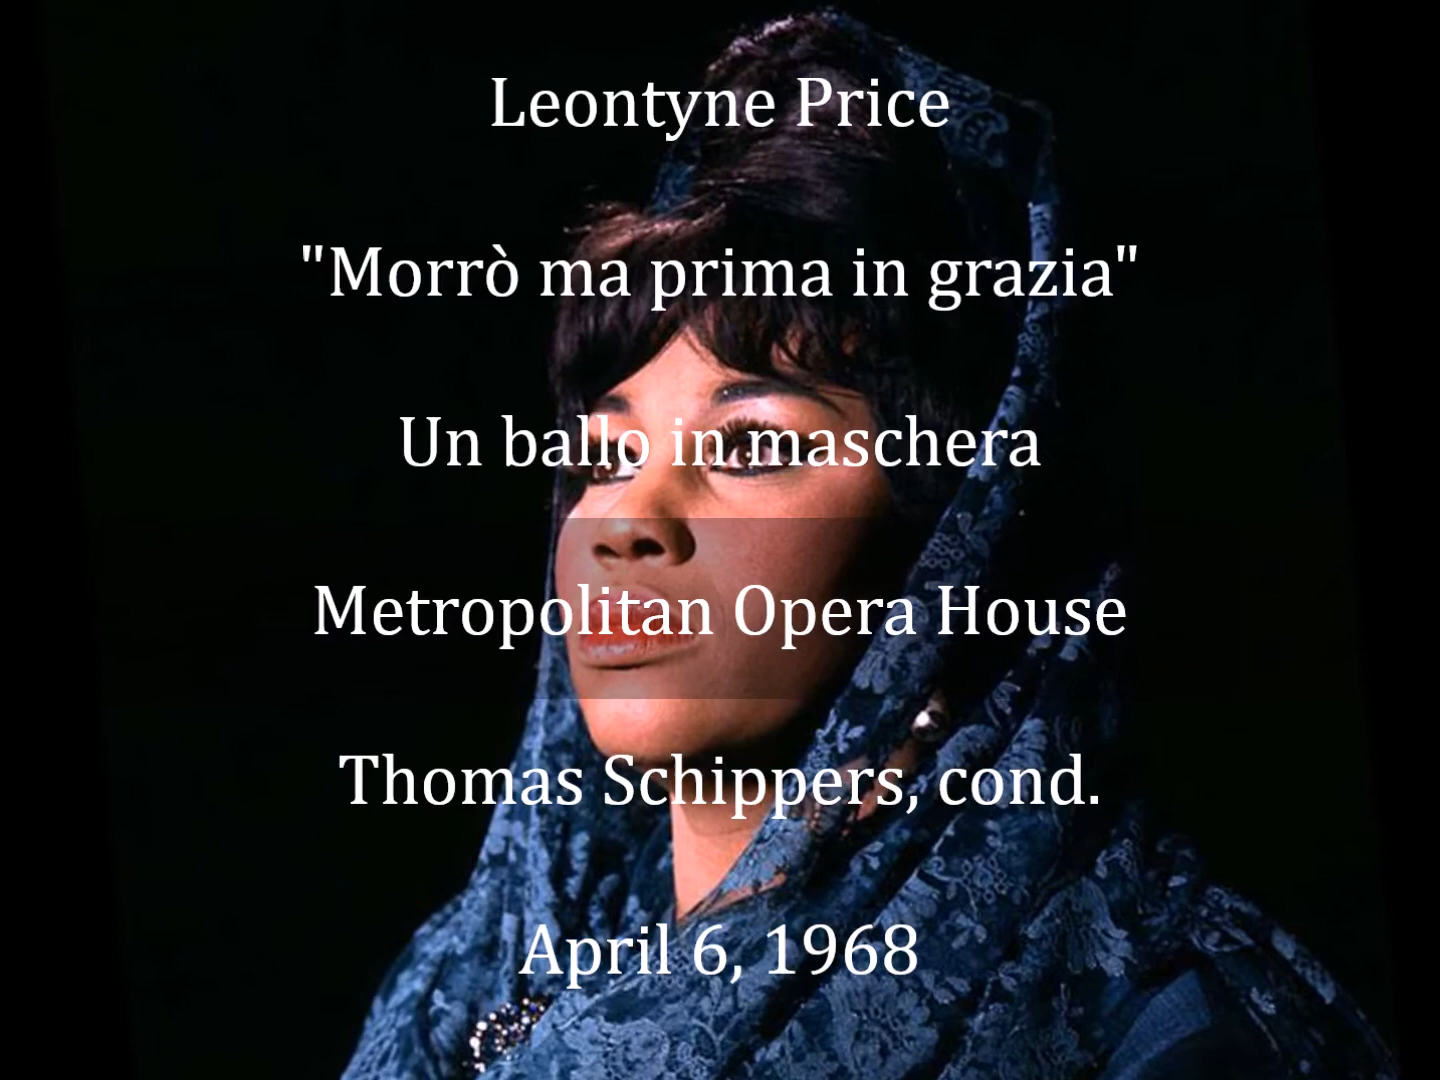 Leontyne Price
"Morrò ma prima in grazia"
Un ballo in maschera
Metropolitan Opera House
Thomas Schippers, cond.
April 6, 1968